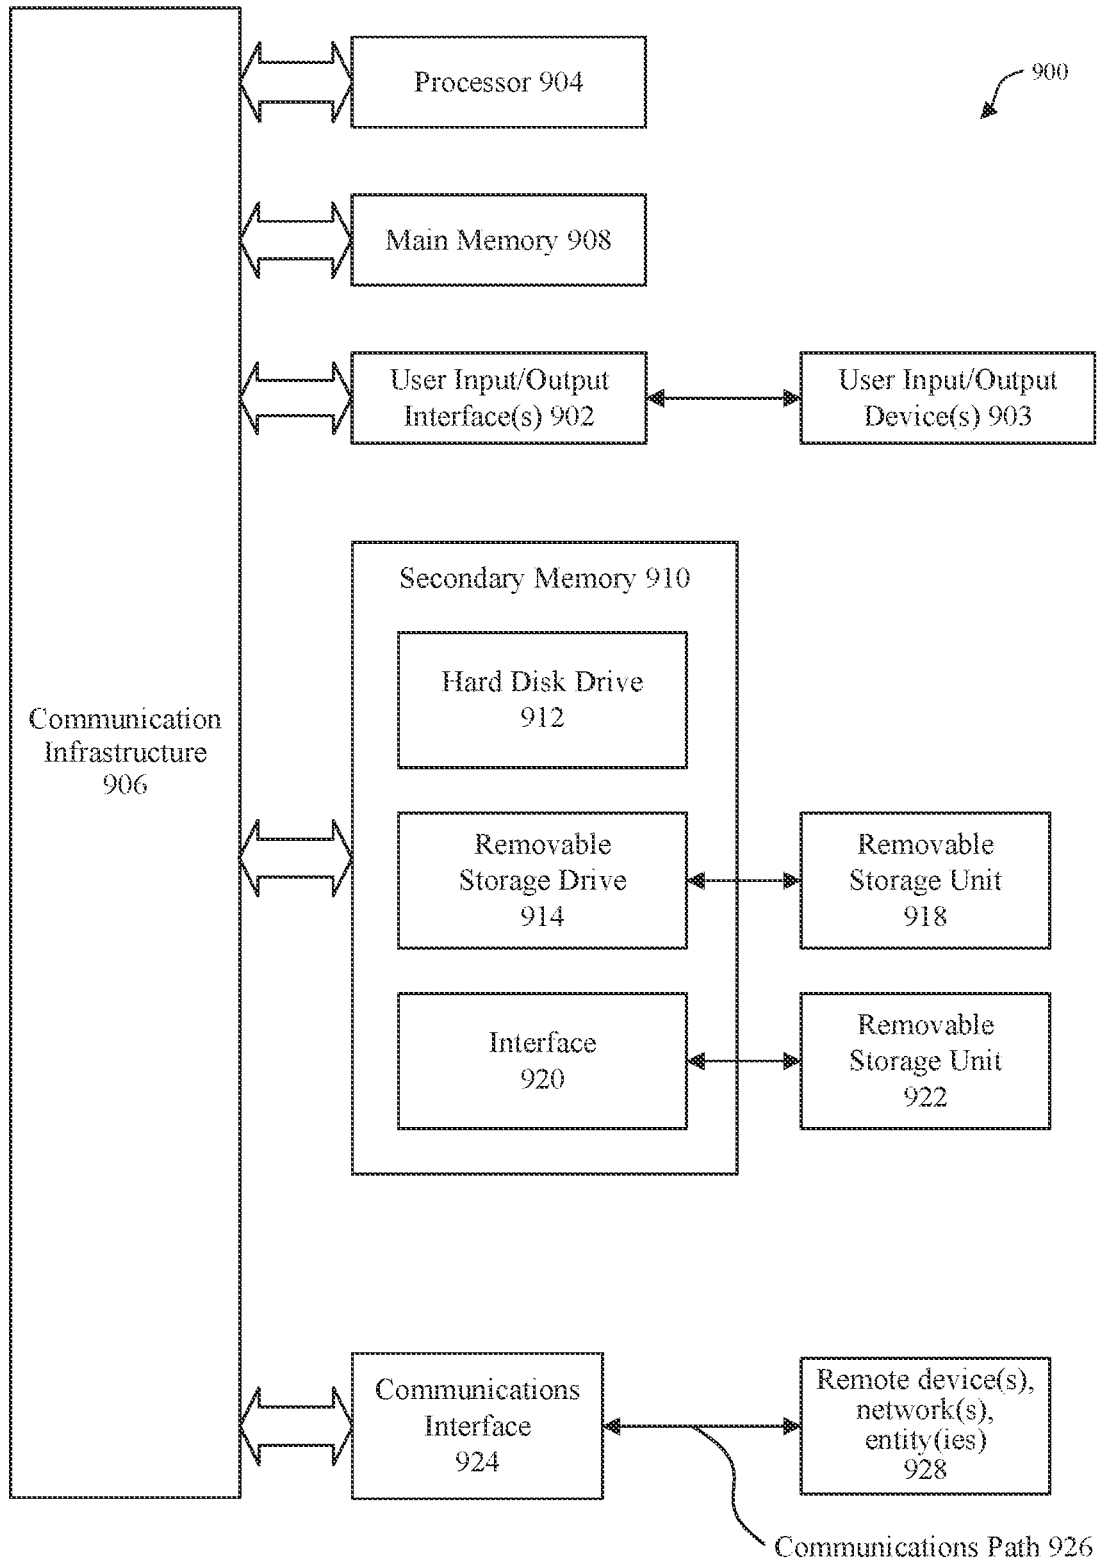 Processor 904
900
Main Memory 908
User Input/Output
Interface(s) 902
User Input/Output
Device(s) 903
Secondary Memory 910
Hard Disk Drive
912
Communication
Infrastructure
906
Removable
Storage Drive
914
Removable
Storage Unit
918
Interface
920
Removable
Storage Unit
922
Communications
Interface
924
Remote device(s),
network(s),
entity(ies)
928
Communications Path 926